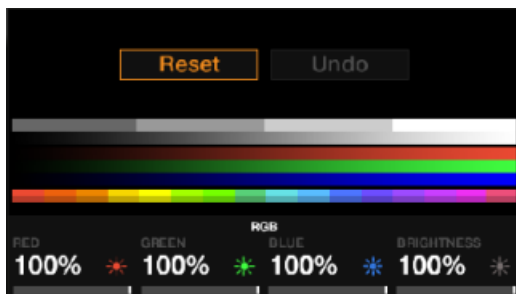 Reset Undo
RGB
RED GREEN BLUE BRIGHTNESS
100% 100% 100% 100%